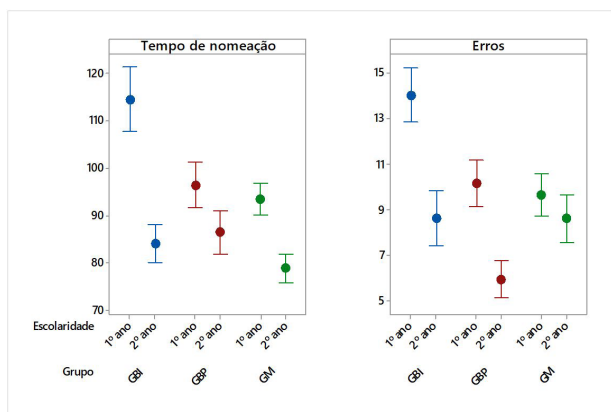 Tempo de nomeação
120
110
100
90
80
70
Erros
15
13
11
9
7
5
Escolaridade
1º ano 2º ano 1º ano 2º ano 1º ano 2º ano
1º ano 2º ano 1º ano 2º ano 1º ano 2º ano
Grupo
GBI GBP GM
GBI GBP GM